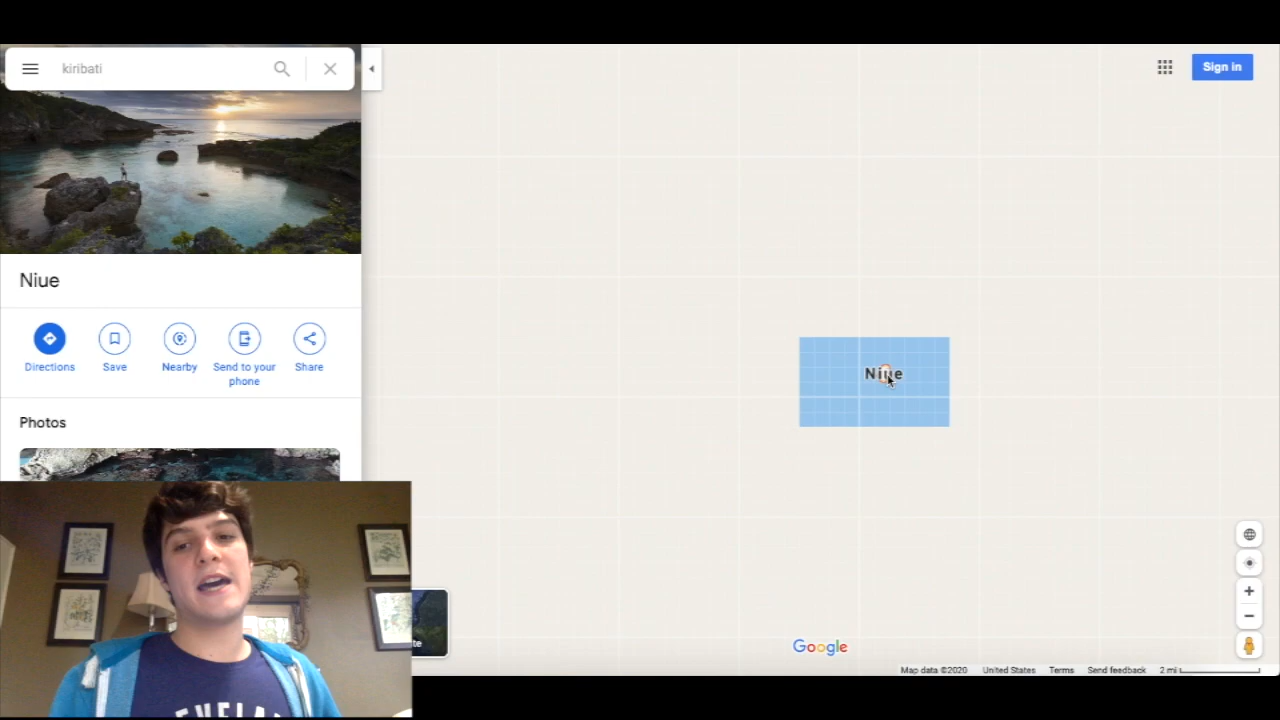 kiribati
Sign in
Niue
Directions
Save
Nearby
Send to your
phone
Share
Photos
Niue
te
Google
Map data ©2020 United States Terms Send feedback 2 mi